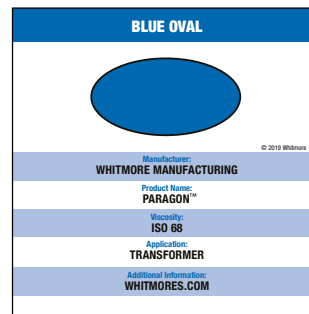 BLUE OVAL
© 2019 Whitmore
Manufacturer:
WHITMORE MANUFACTURING
Product Name:
PARAGON™
Viscosity:
ISO 68
Application:
TRANSFORMER
Additional Information:
WHITMORES.COM